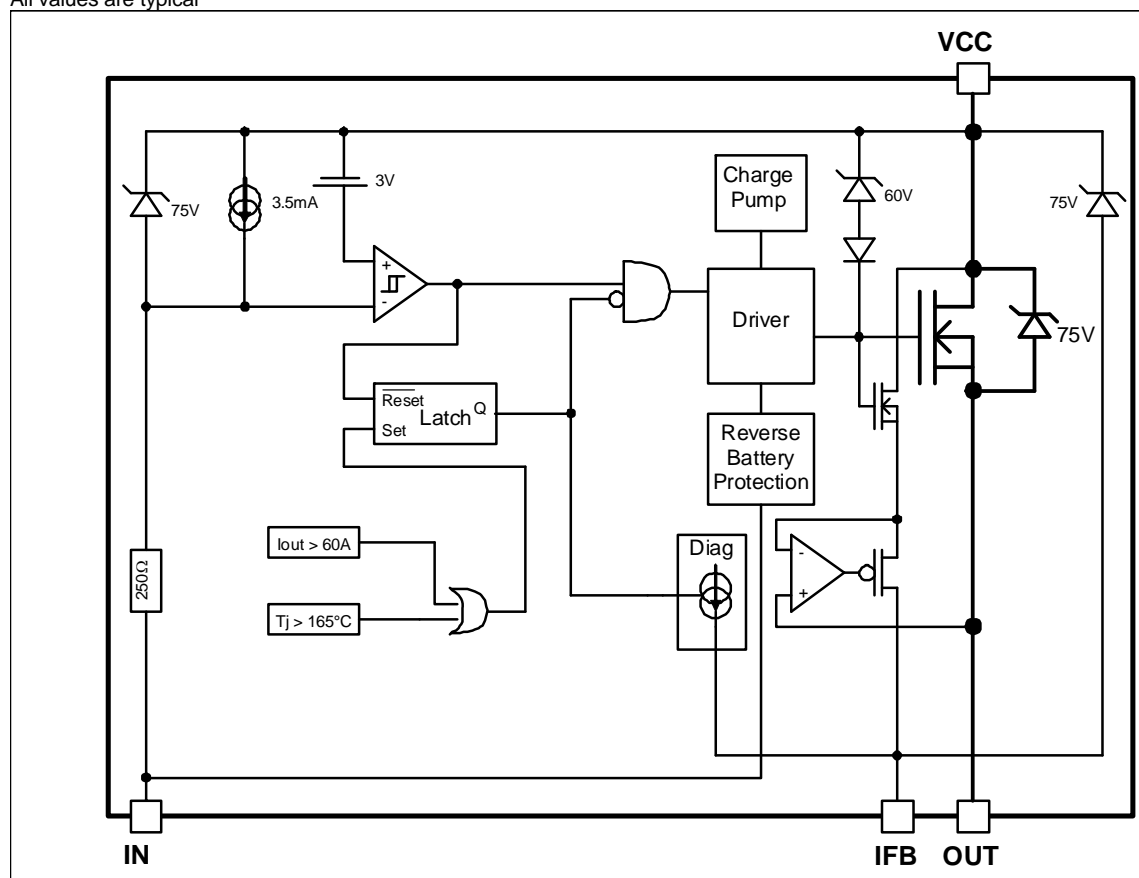 All values are typical
VCC
75V
3.5mA
3V
Charge
Pump
60V
75V
+
-
Driver
75V
Reset
Latch
Q
Set
Reverse
Battery
Protection
Iout > 60A
Diag
-
+
250Ω
Tj > 165°C
IN
IFB
OUT